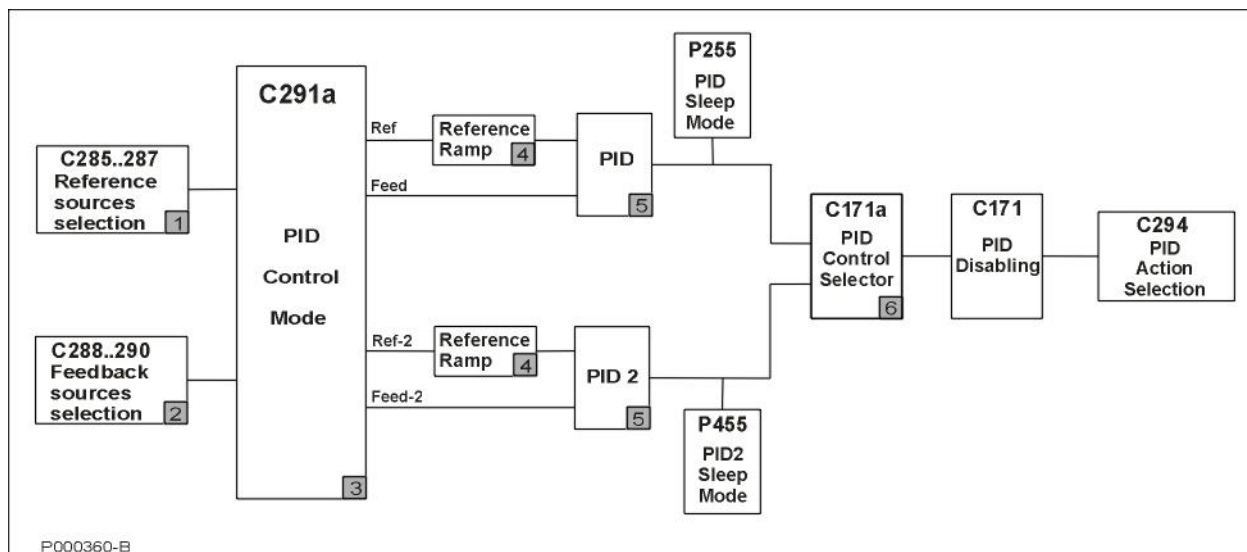 C285..287
Reference
sources
selection
1
C288..290
Feedback
sources
selection
2
C291a
PID
Control
Mode
3
Ref
Feed
Reference
Ramp
4
PID
5
P255
PID
Sleep
Mode
Ref-2
Feed-2
Reference
Ramp
4
PID 2
5
P455
PID2
Sleep
Mode
C171a
PID
Control
Selector
6
C171
PID
Disabling
C294
PID
Action
Selection
P000360-B